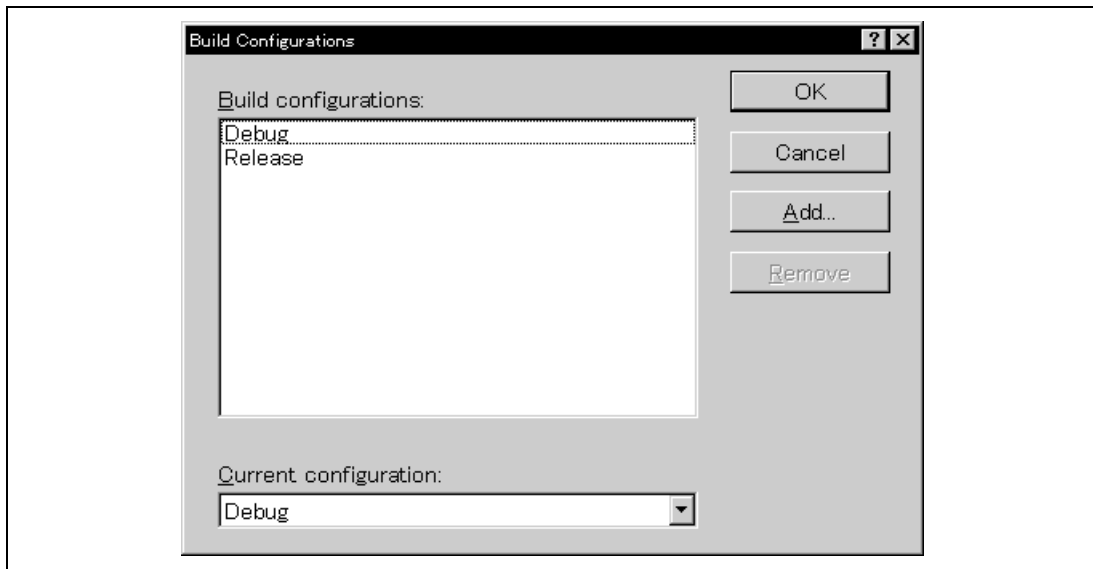 Build Configurations
Build configurations:
Debug
Release
OK
Cancel
Add...
Remove
Current configuration:
Debug